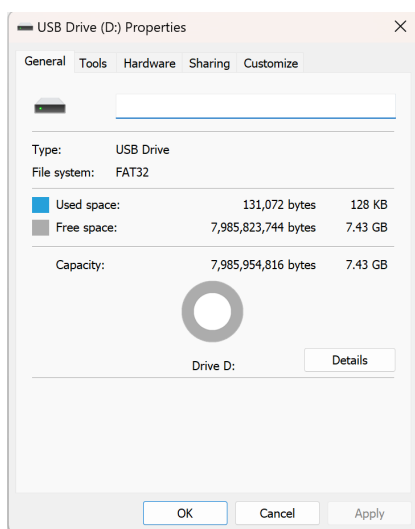 USB Drive (D:) Properties
General Tools Hardware Sharing Customize
Type: USB Drive
File system: FAT32
Used space: 131,072 bytes 128 KB
Free space: 7,985,823,744 bytes 7.43 GB
Capacity: 7,985,954,816 bytes 7.43 GB
Drive D: Details
OK Cancel Apply